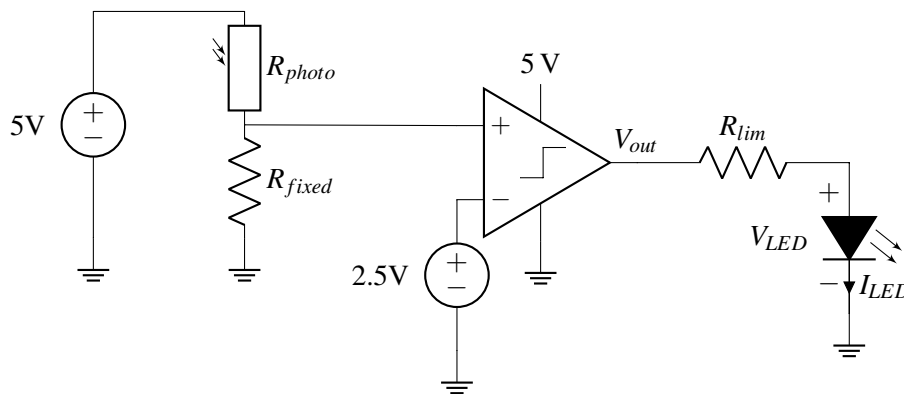 5V
+
−
R_photo
R_fixed
+
−
5 V
2.5V
+
−
V_out
R_lim
+
V_LED
−
I_LED